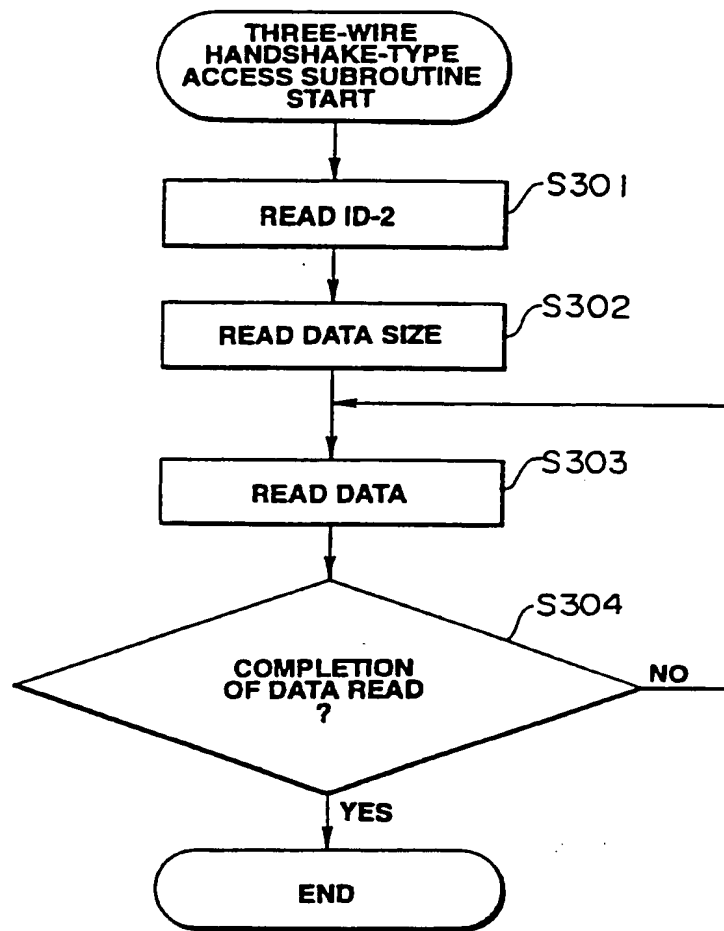 THREE-WIRE
HANDSHAKE-TYPE
ACCESS SUBROUTINE
START
S301
READ ID-2
S302
READ DATA SIZE
S303
READ DATA
S304
COMPLETION
OF DATA READ
?
NO
YES
END